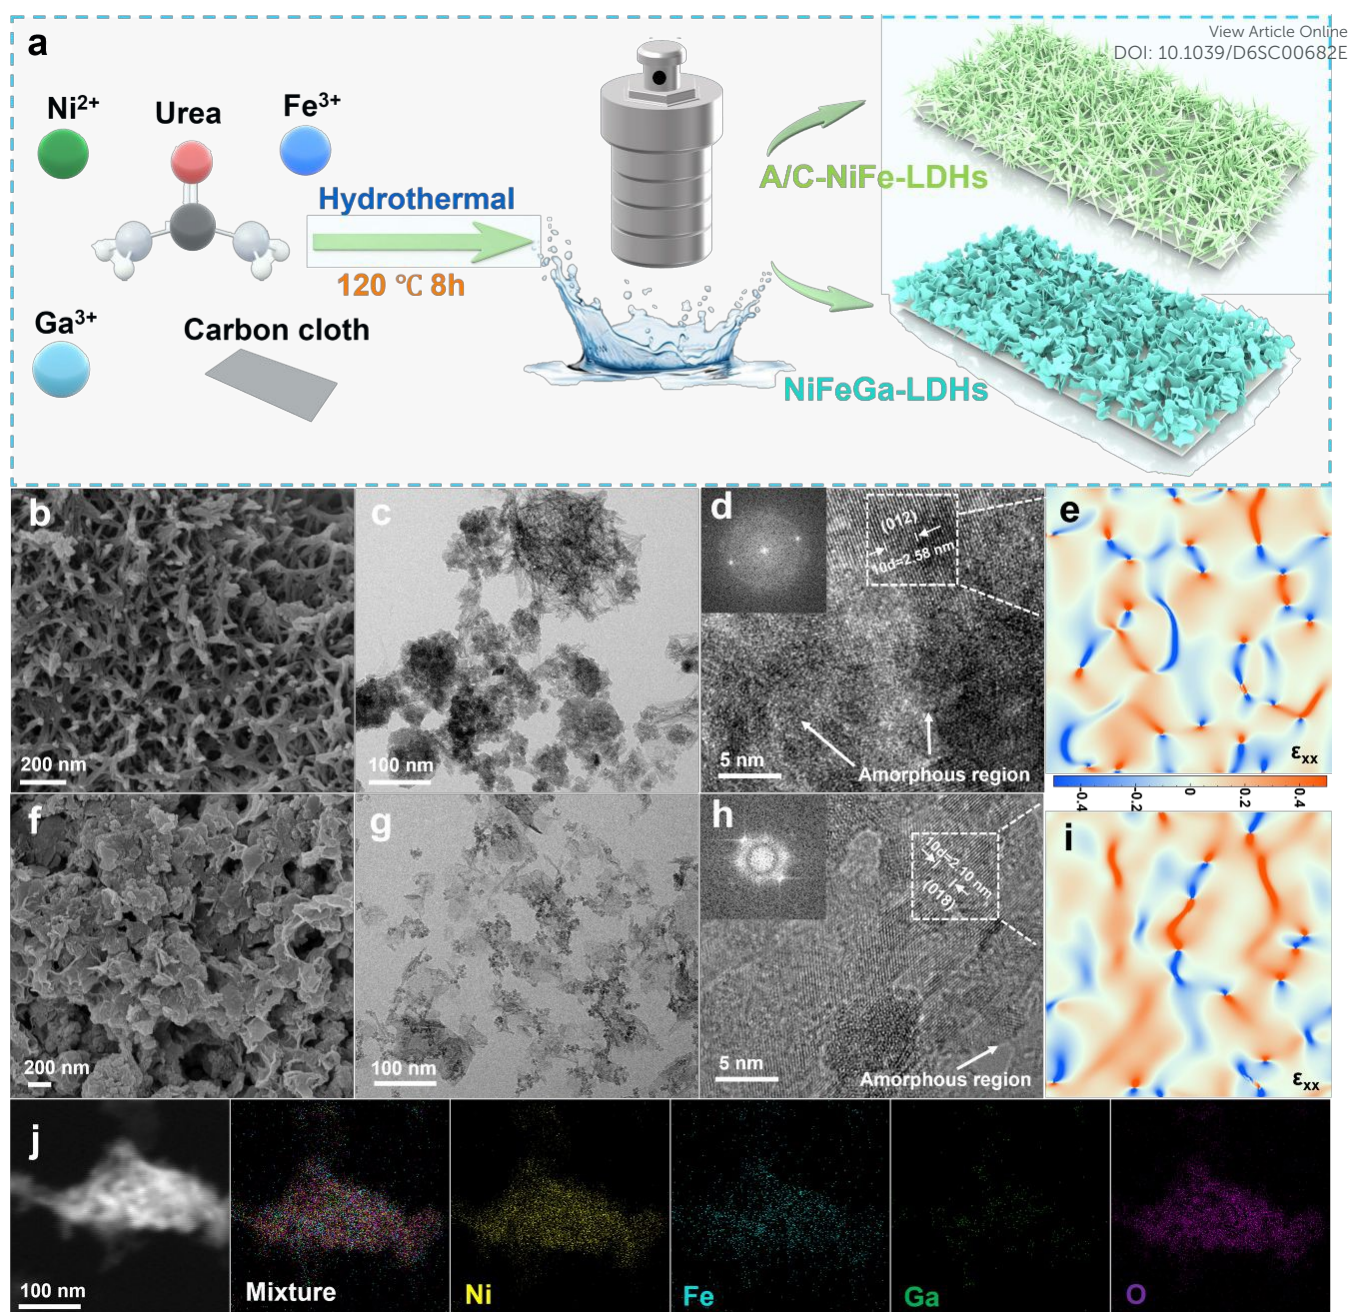 View Article Online
DOI: 10.1039/D6SC00682E
a
Ni2+
Urea
Fe3+
Hydrothermal
120 ℃ 8h
Ga3+
Carbon cloth
A/C-NiFe-LDHs
NiFeGa-LDHs
b
200 nm
c
100 nm
d
(012)
10d=2.58 nm
5 nm
Amorphous region
e
εxx
-0.4 -0.2 0 0.2 0.4
f
200 nm
g
100 nm
h
10d=2.10 nm
(018)
5 nm
Amorphous region
i
εxx
j
100 nm
Mixture
Ni
Fe
Ga
O